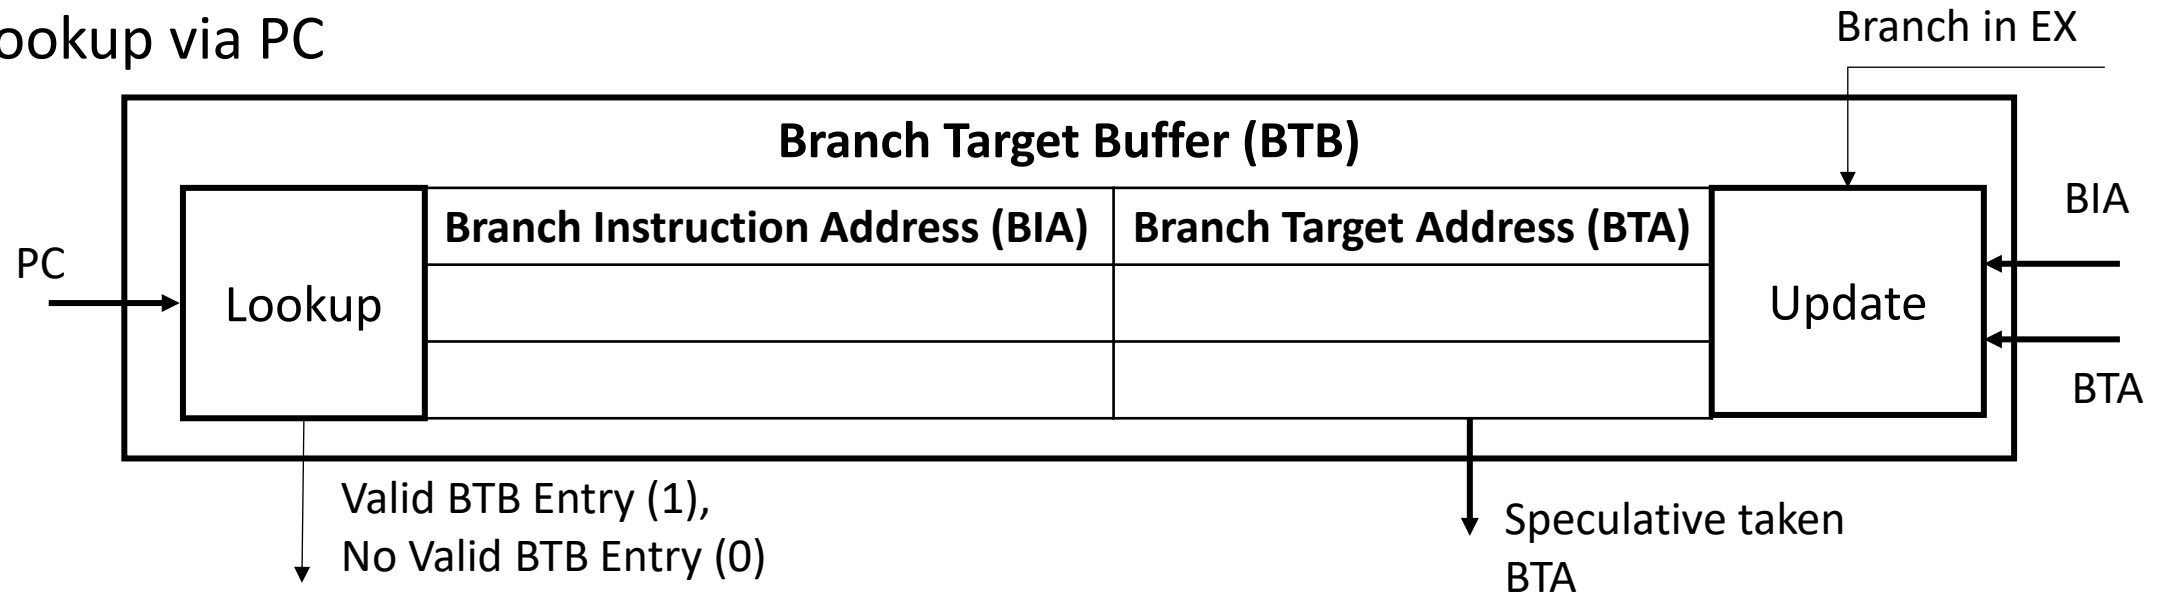 ookup via PC
Branch in EX
Branch Target Buffer (BTB)
BIA
Branch Instruction Address (BIA)
Branch Target Address (BTA)
PC
Lookup
Update
BTA
Valid BTB Entry (1),
No Valid BTB Entry (0)
Speculative taken
BTA